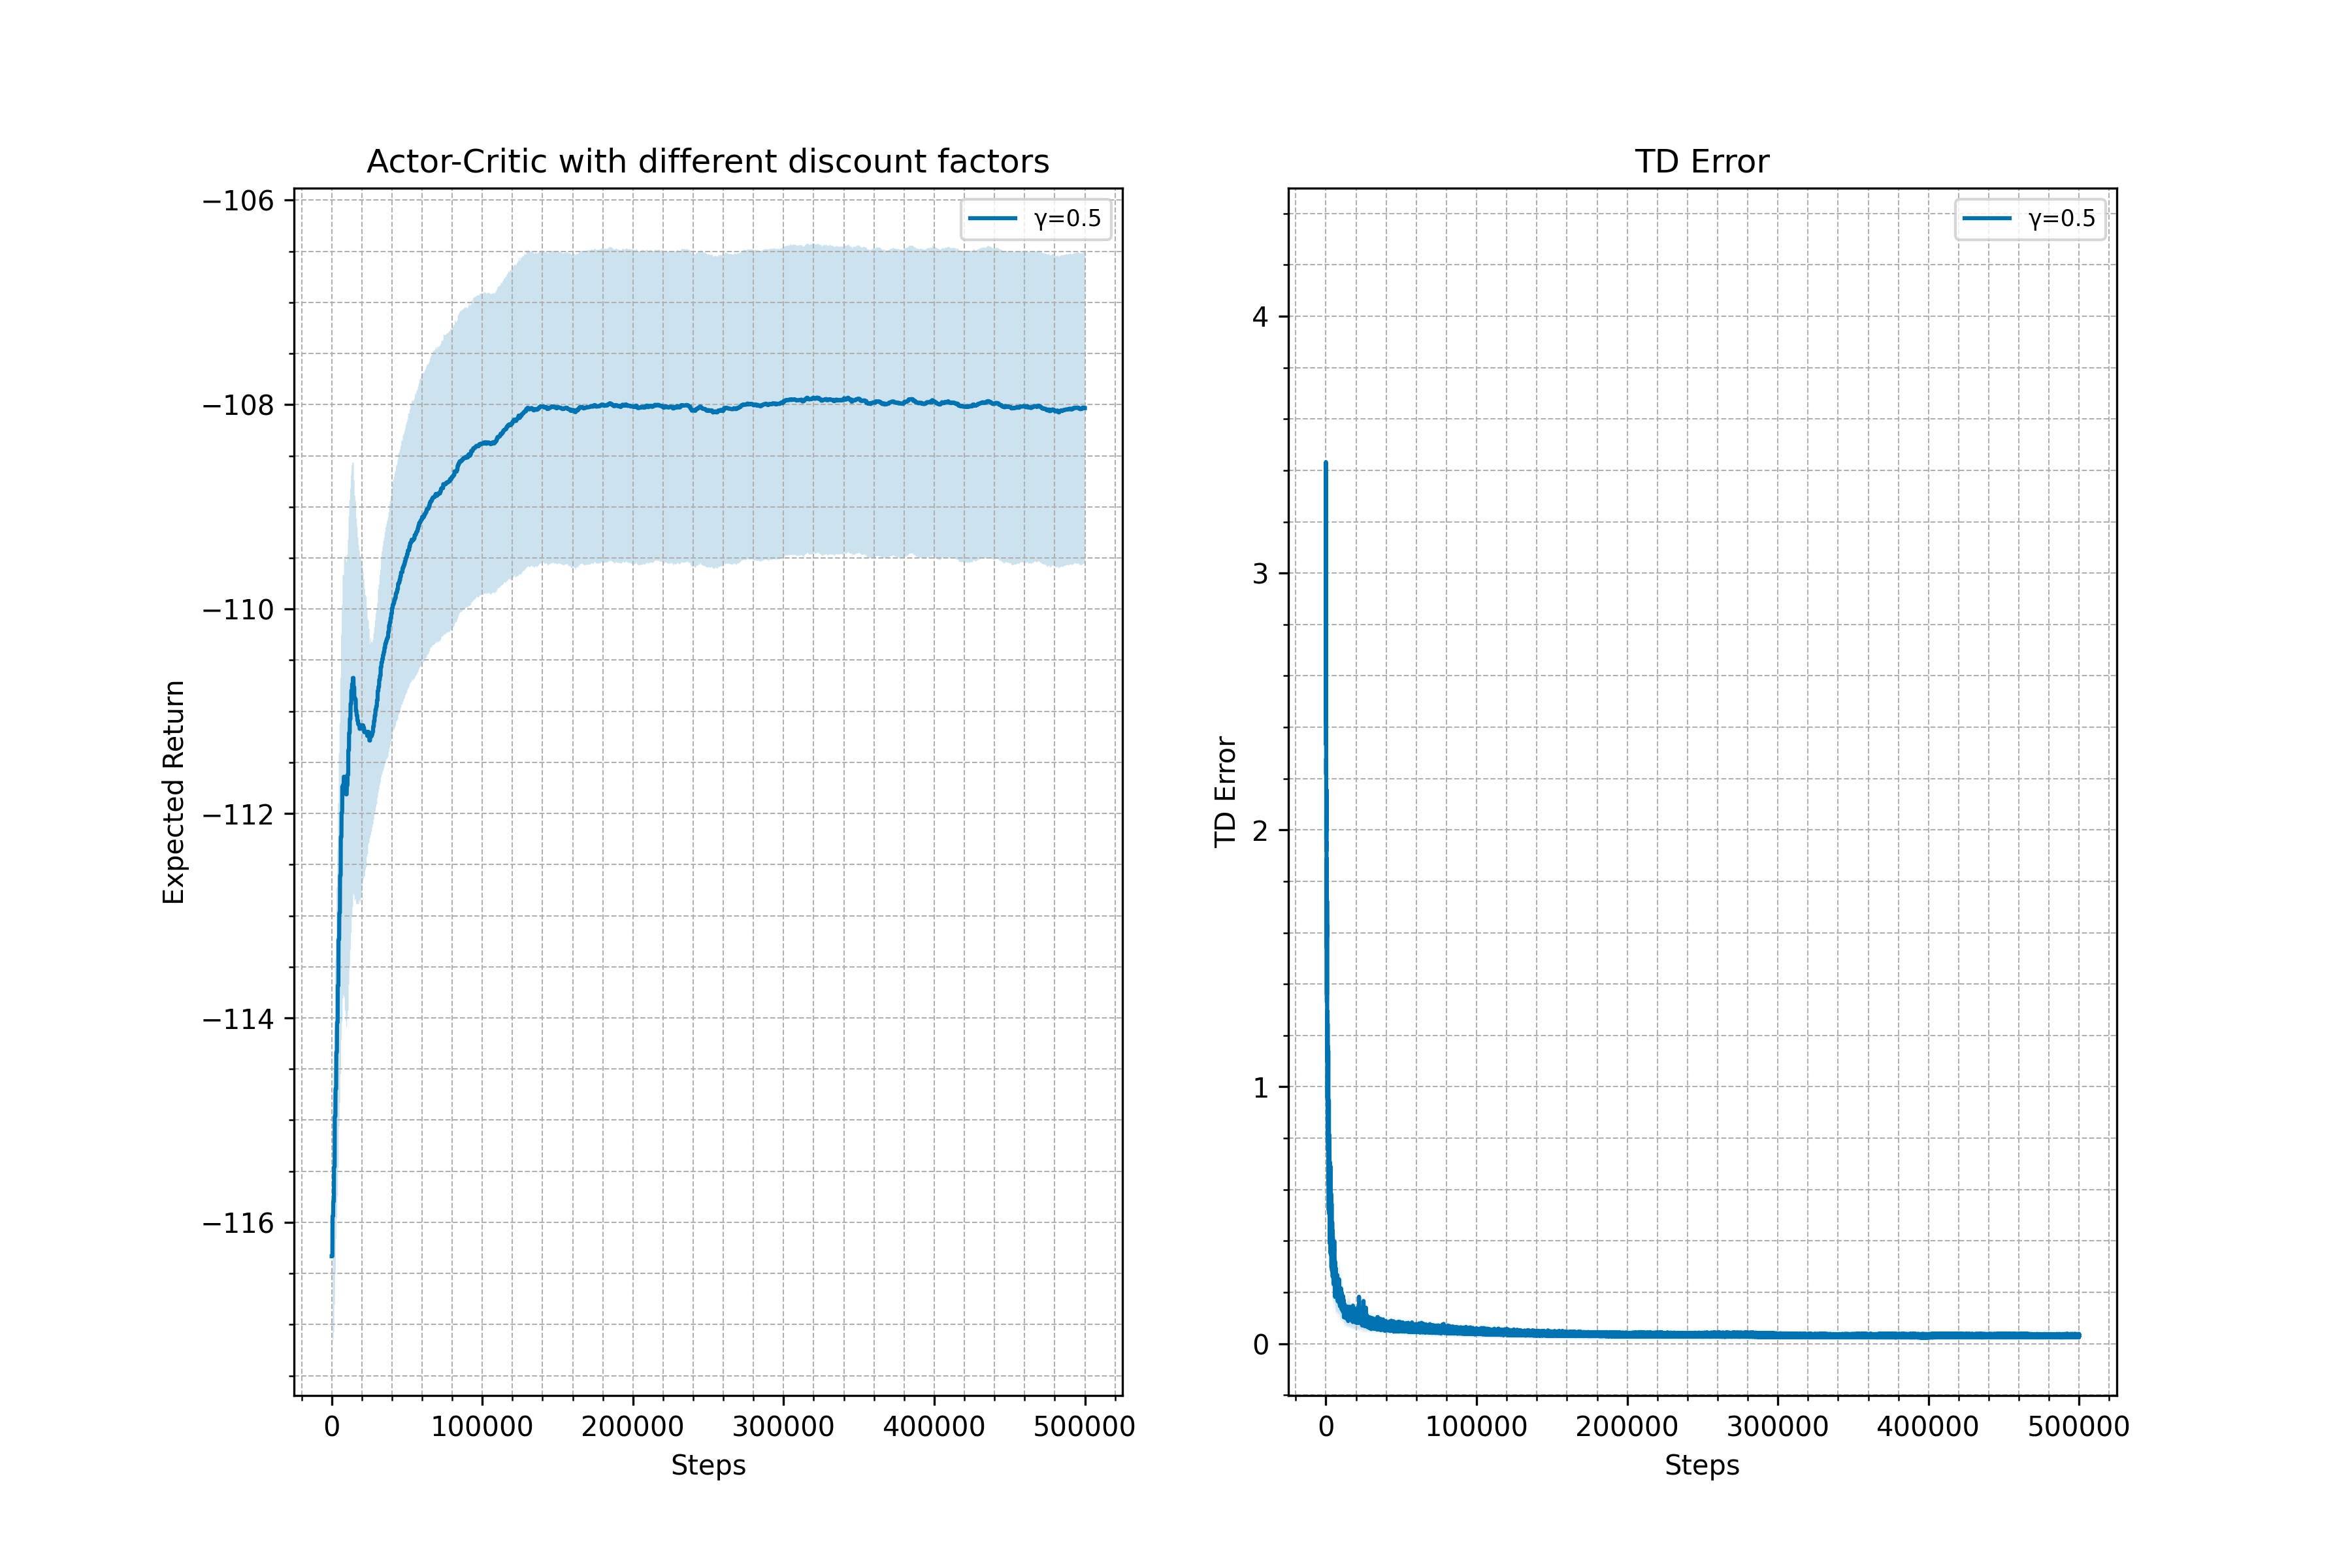 Actor-Critic with different discount factors
γ=0.5
−106
−108
−110
−112
−114
−116
Expected Return
0 100000 200000 300000 400000 500000
Steps
TD Error
γ=0.5
4
3
2
1
0
TD Error
0 100000 200000 300000 400000 500000
Steps